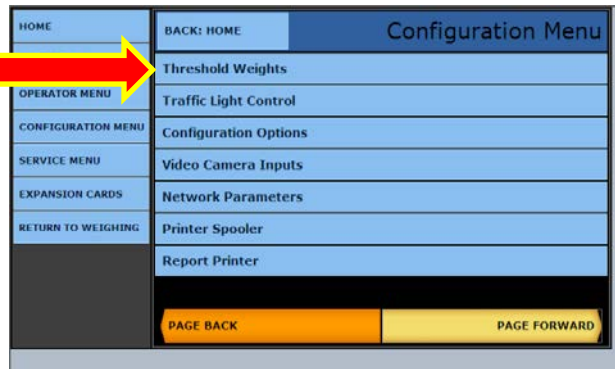 HOME
OPERATOR MENU
CONFIGURATION MENU
SERVICE MENU
EXPANSION CARDS
RETURN TO WEIGHING
BACK: HOME
Configuration Menu
Threshold Weights
Traffic Light Control
Configuration Options
Video Camera Inputs
Network Parameters
Printer Spooler
Report Printer
PAGE BACK
PAGE FORWARD